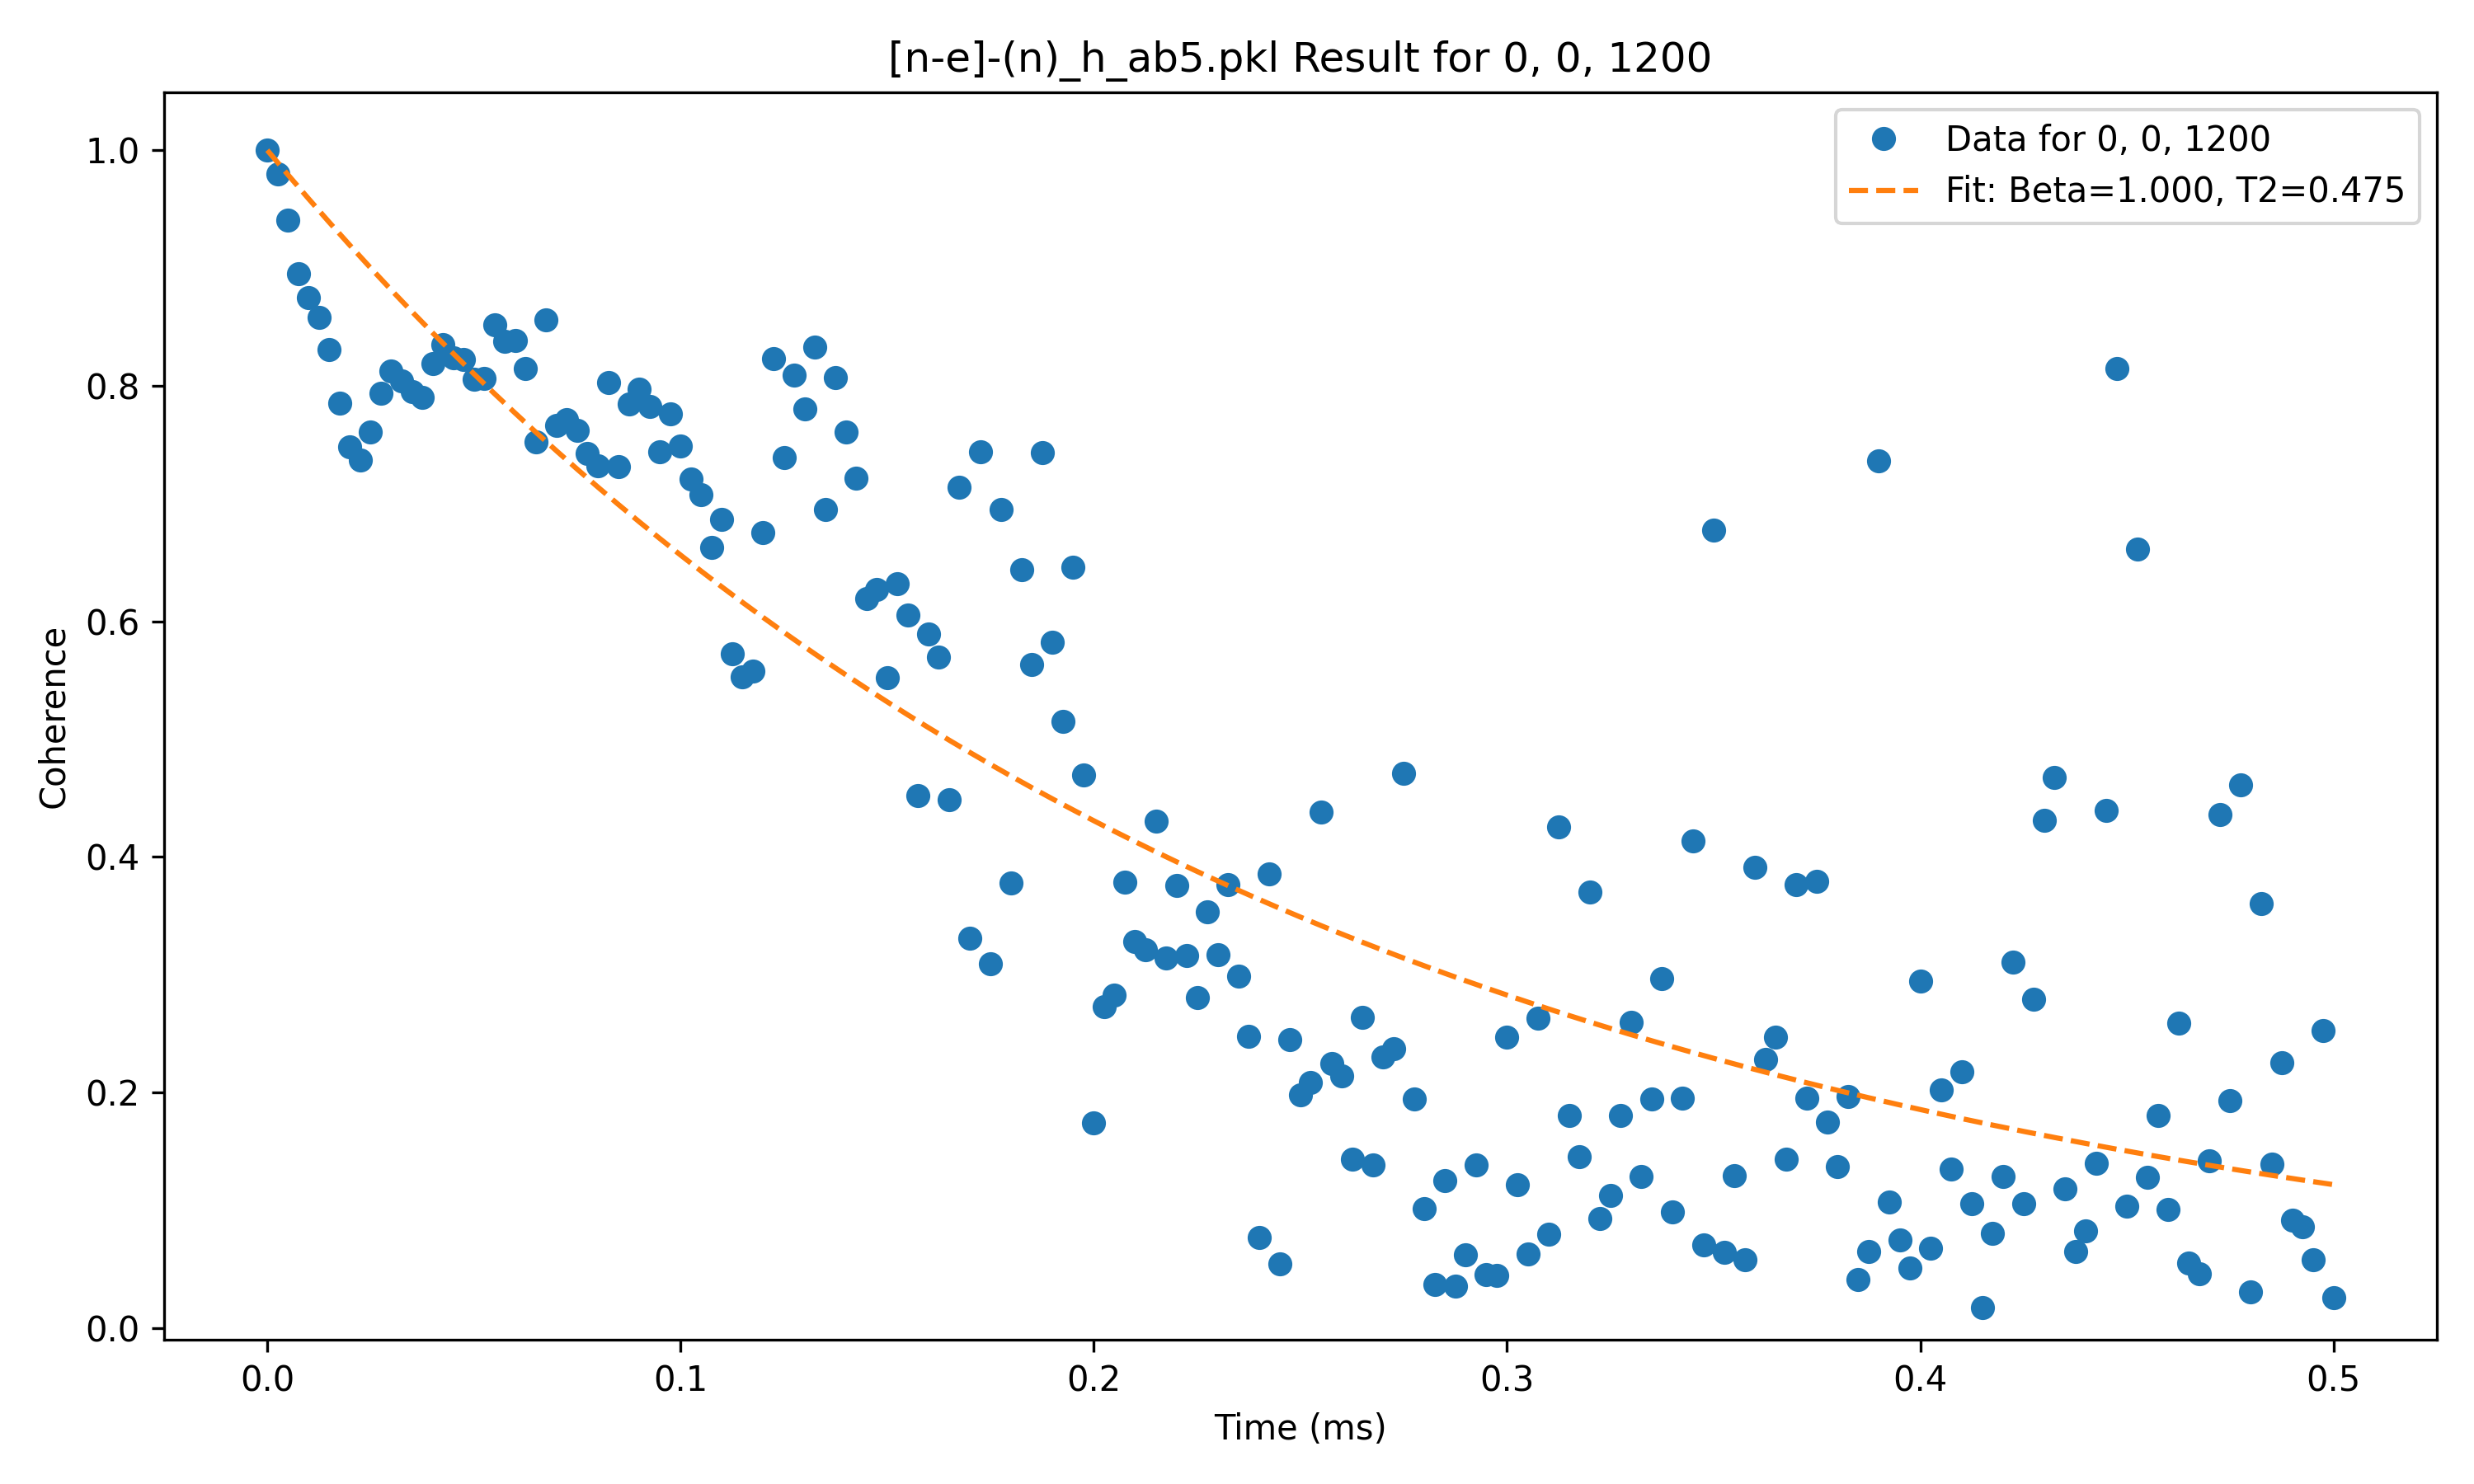 [n-e]-(n)_h_ab5.pkl Result for 0, 0, 1200
Data for 0, 0, 1200
Fit: Beta=1.000, T2=0.475
Coherence
1.0
0.8
0.6
0.4
0.2
0.0
0.0 0.1 0.2 0.3 0.4 0.5
Time (ms)